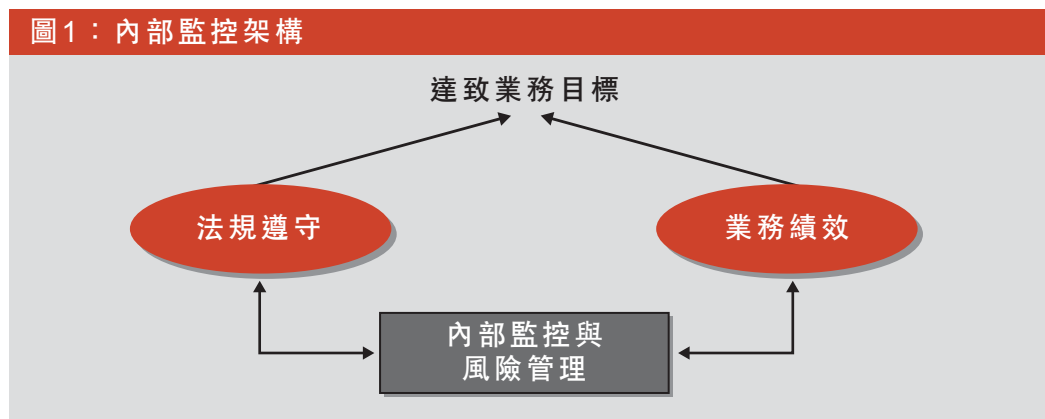 圖1：內部監控架構
達致業務目標
法規遵守
業務績效
內部監控與
風險管理